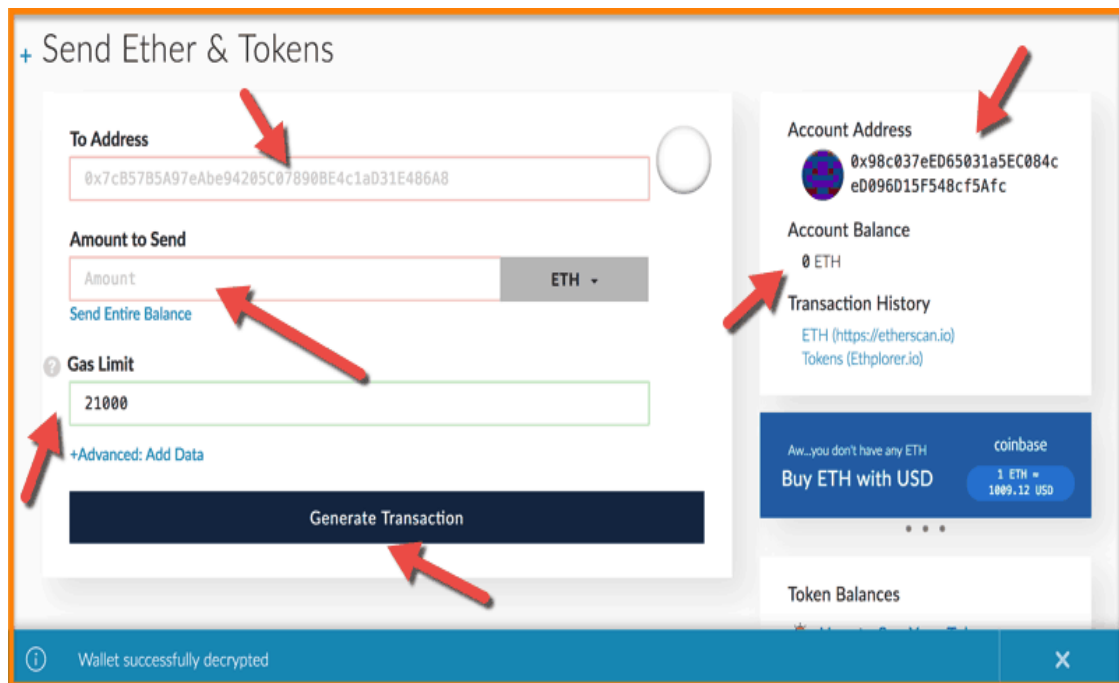 + Send Ether & Tokens
To Address
0x7cB57B5A97eAbe94205C07890BE4c1aD31E486A8
Amount to Send
Amount
ETH
Send Entire Balance
? Gas Limit
21000
+Advanced: Add Data
Generate Transaction
Account Address
0x98c037eED65031a5EC084c
eD096D15F548cf5Afc
Account Balance
0 ETH
Transaction History
ETH (https://etherscan.io)
Tokens (Ethplorer.io)
Aw...you don't have any ETH
Buy ETH with USD
coinbase
1 ETH ≈
1009.12 USD
Token Balances
Wallet successfully decrypted
X